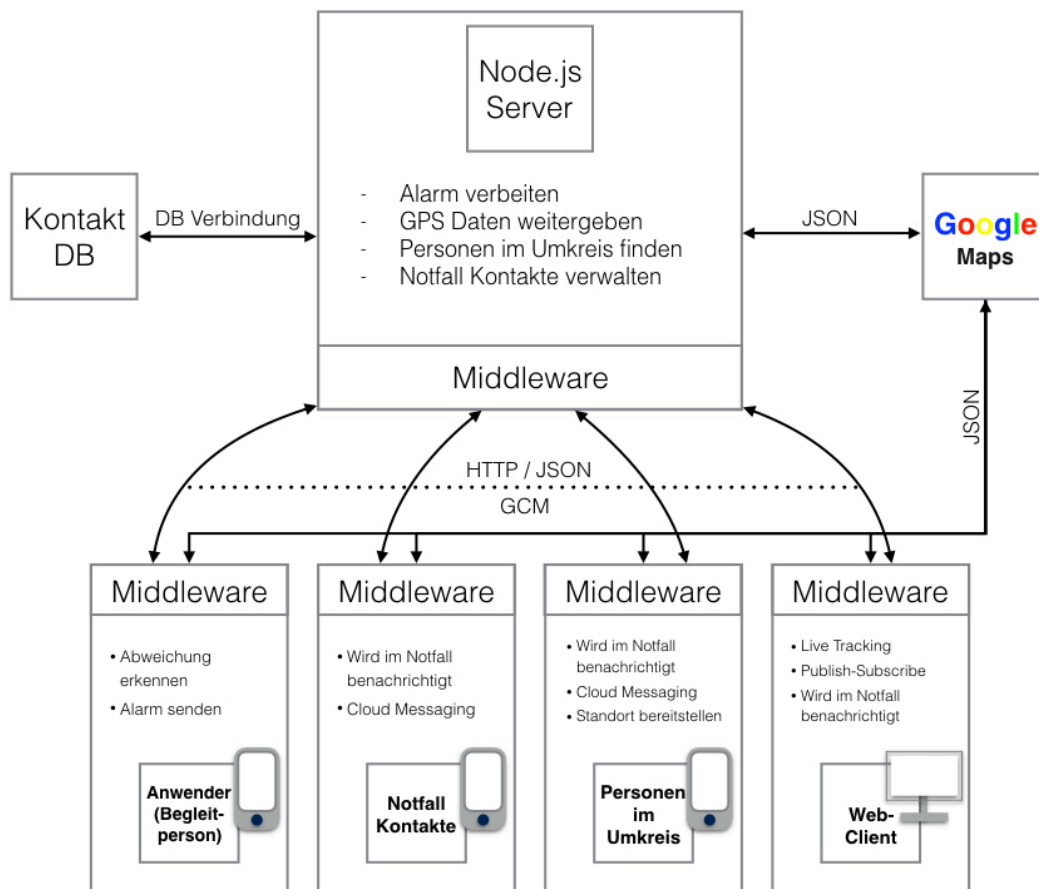 Node.js
Server
- Alarm verbeiten
- GPS Daten weitergeben
- Personen im Umkreis finden
- Notfall Kontakte verwalten
Middleware
Kontakt
DB
DB Verbindung
JSON
Google
Maps
JSON
HTTP / JSON
GCM
Middleware
• Abweichung
erkennen
• Alarm senden
Anwender
(Begleit-
person)
Middleware
• Wird im Notfall
benachrichtigt
• Cloud Messaging
Notfall
Kontakte
Middleware
• Wird im Notfall
benachrichtigt
• Cloud Messaging
• Standort bereitstellen
Personen
im
Umkreis
Middleware
• Live Tracking
• Publish-Subscribe
• Wird im Notfall
benachrichtigt
Web-
Client